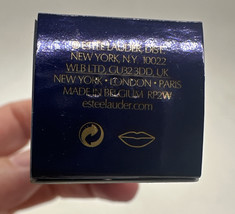 © ESTEE LAUDER, DIST.
NEW YORK, N.Y. 10022
WLB LTD, GU32 3DD, UK
NEW YORK • LONDON • PARIS
MADE IN BELGIUM RP2W
esteelauder.com